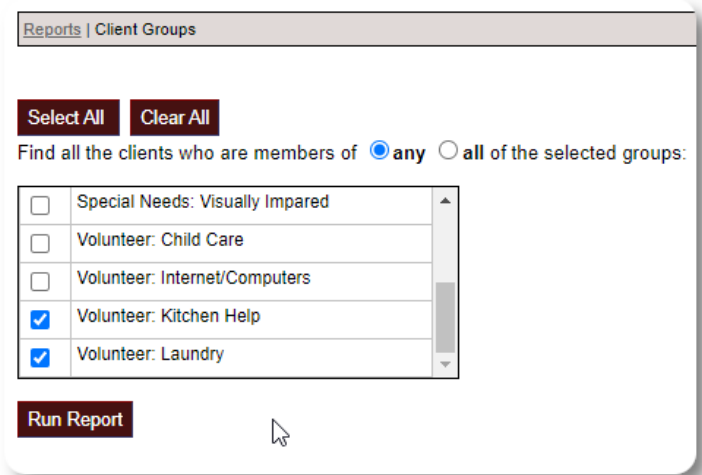 Reports | Client Groups
Select All Clear All
Find all the clients who are members of any all of the selected groups:
Special Needs: Visually Impared
Volunteer: Child Care
Volunteer: Internet/Computers
Volunteer: Kitchen Help
Volunteer: Laundry
Run Report